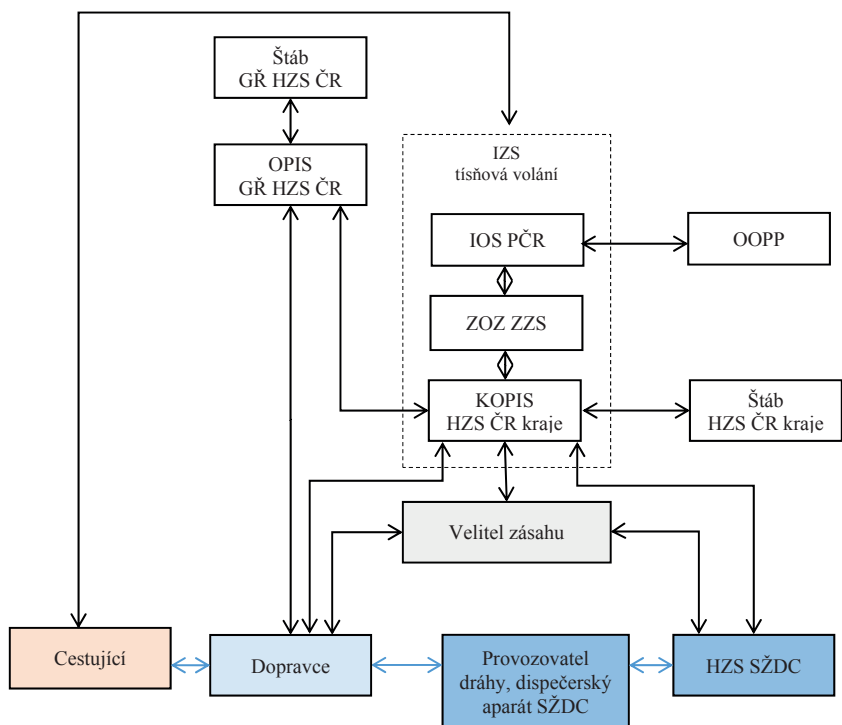 Štáb
GŘ HZS ČR
OPIS
GŘ HZS ČR
IZS
tísňová volání
IOS PČR
OOPP
ZOZ ZZS
KOPIS
HZS ČR kraje
Štáb
HZS ČR kraje
Velitel zásahu
Cestující
Dopravce
Provozovatel
dráhy, dispečerský
aparát SŽDC
HZS SŽDC